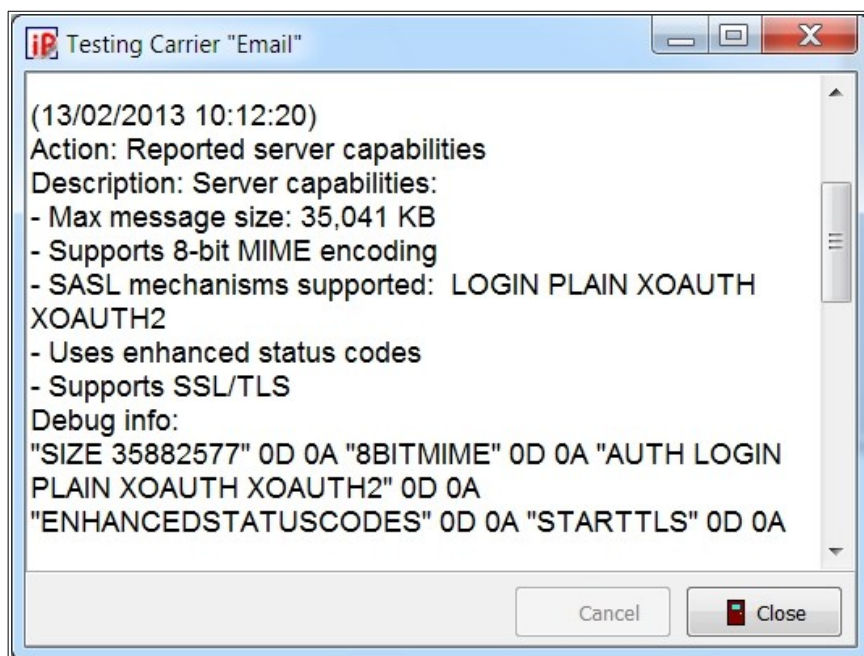 iP Testing Carrier "Email"
(13/02/2013 10:12:20)
Action: Reported server capabilities
Description: Server capabilities:
- Max message size: 35,041 KB
- Supports 8-bit MIME encoding
- SASL mechanisms supported:  LOGIN PLAIN XOAUTH
XOAUTH2
- Uses enhanced status codes
- Supports SSL/TLS
Debug info:
"SIZE 35882577" 0D 0A "8BITMIME" 0D 0A "AUTH LOGIN
PLAIN XOAUTH XOAUTH2" 0D 0A
"ENHANCEDSTATUSCODES" 0D 0A "STARTTLS" 0D 0A
Cancel Close